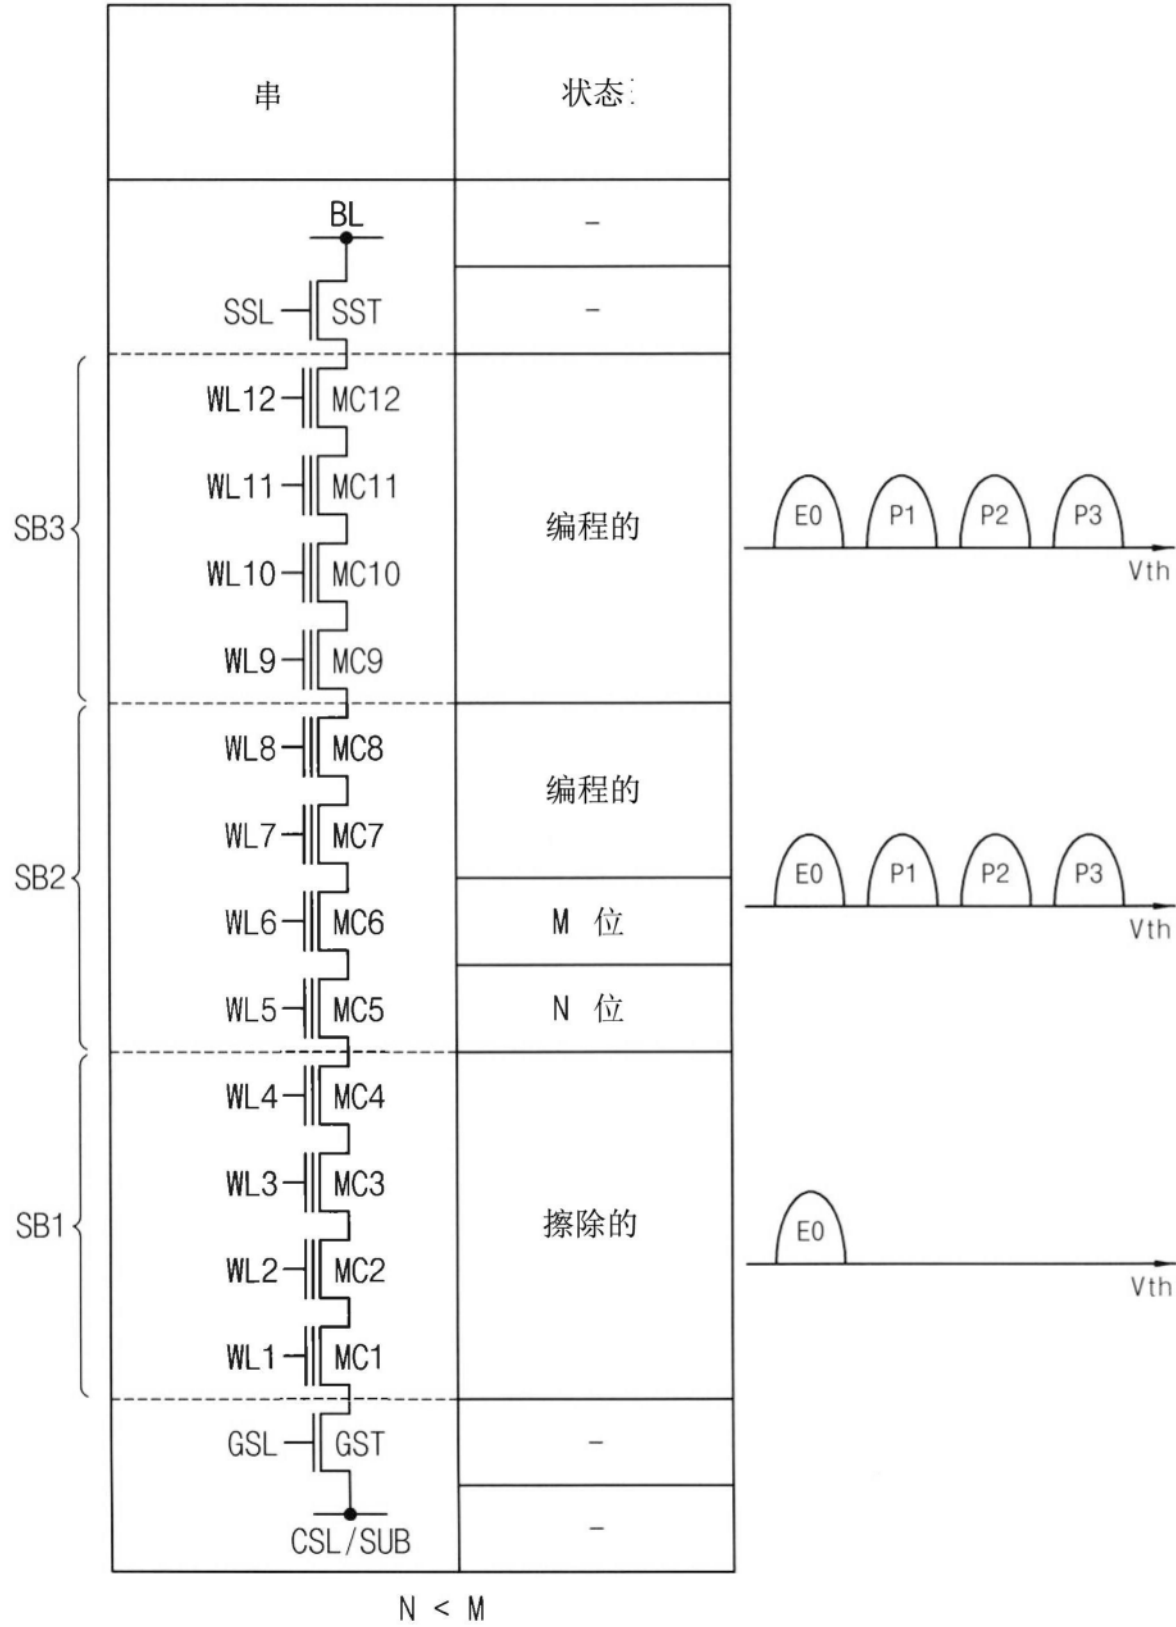 串 状态
BL -
SSL SST -
WL12 MC12
WL11 MC11
SB3 编程的 E0 P1 P2 P3
WL10 MC10 Vth
WL9 MC9
WL8 MC8
编程的
WL7 MC7
SB2 E0 P1 P2 P3
WL6 MC6 M 位 Vth
WL5 MC5 N 位
WL4 MC4
WL3 MC3
SB1 擦除的 E0
WL2 MC2 Vth
WL1 MC1
GSL GST -
CSL/SUB -
N < M